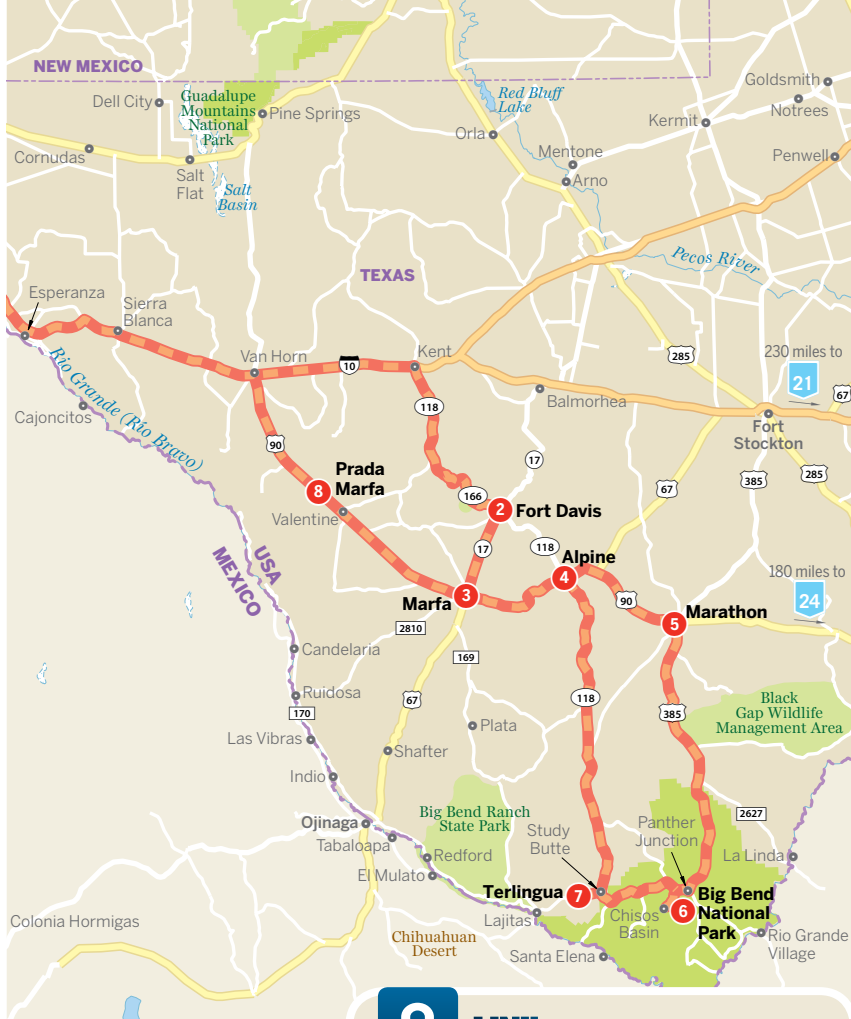 NEW MEXICO
Goldsmith
Dell City
Guadalupe
Mountains
National
Park
Pine Springs
Red Bluff
Lake
Notrees
Kermit
Orla
Cornudas
Mentone
Penwell
Salt
Flat
Arno
Salt
Basin
Pecos River
TEXAS
Esperanza
Sierra
Blanca
Van Horn
Kent
10
285
230 miles to
21
67
Rio Grande (Río Bravo)
Cajoncitos
118
Balmorhea
Fort
Stockton
90
17
Prada
Marfa
8
166
67
385
285
Valentine
2
Fort Davis
USA
MEXICO
17
118
Alpine
4
180 miles to
24
Marfa
3
90
Marathon
5
2810
169
Candelaria
Ruidosa
170
67
118
385
Black
Gap Wildlife
Management Area
Las Vibras
Plata
Shafter
Indio
Big Bend Ranch
State Park
Ojinaga
Tabaloapa
Study
Butte
Panther
Junction
2627
Redford
La Linda
El Mulato
Terlingua
7
Big Bend
National
Park
6
Lajitas
Chisos
Basin
Colonia Hormigas
Chihuahuan
Desert
Santa Elena
Rio Grande
Village